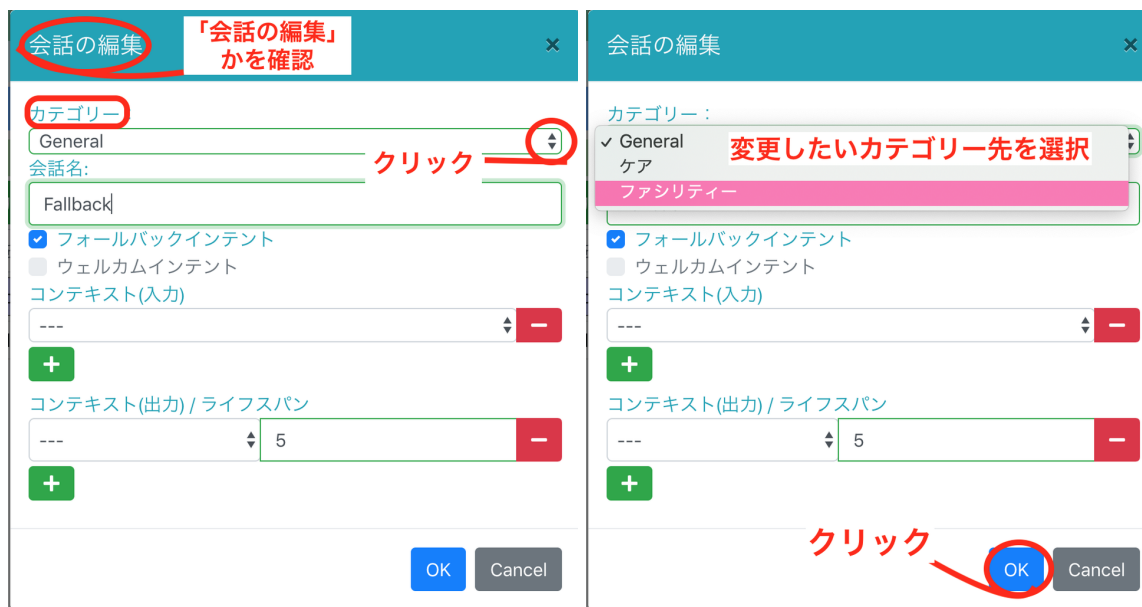 会話の編集
「会話の編集」
かを確認
×
カテゴリー:
General
クリック
会話名:
Fallback
フォールバックインテント
ウェルカムインテント
コンテキスト(入力)
---
−
+
コンテキスト(出力) / ライフスパン
---
5
−
+
OK
Cancel
会話の編集
×
カテゴリー：
✓ General
変更したいカテゴリー先を選択
ケア
ファシリティー
フォールバックインテント
ウェルカムインテント
コンテキスト(入力)
---
−
+
コンテキスト(出力) / ライフスパン
---
5
−
+
クリック
OK
Cancel